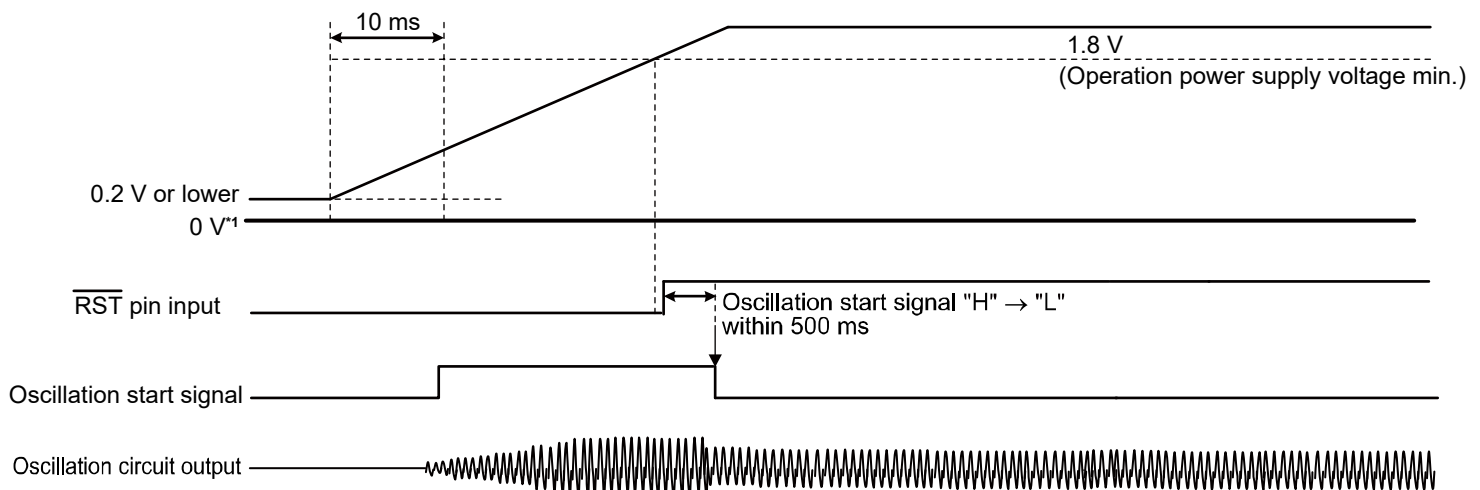 10 ms
1.8 V
(Operation power supply voltage min.)
0.2 V or lower
0 V*1
RST pin input
Oscillation start signal "H" → "L"
within 500 ms
Oscillation start signal
Oscillation circuit output